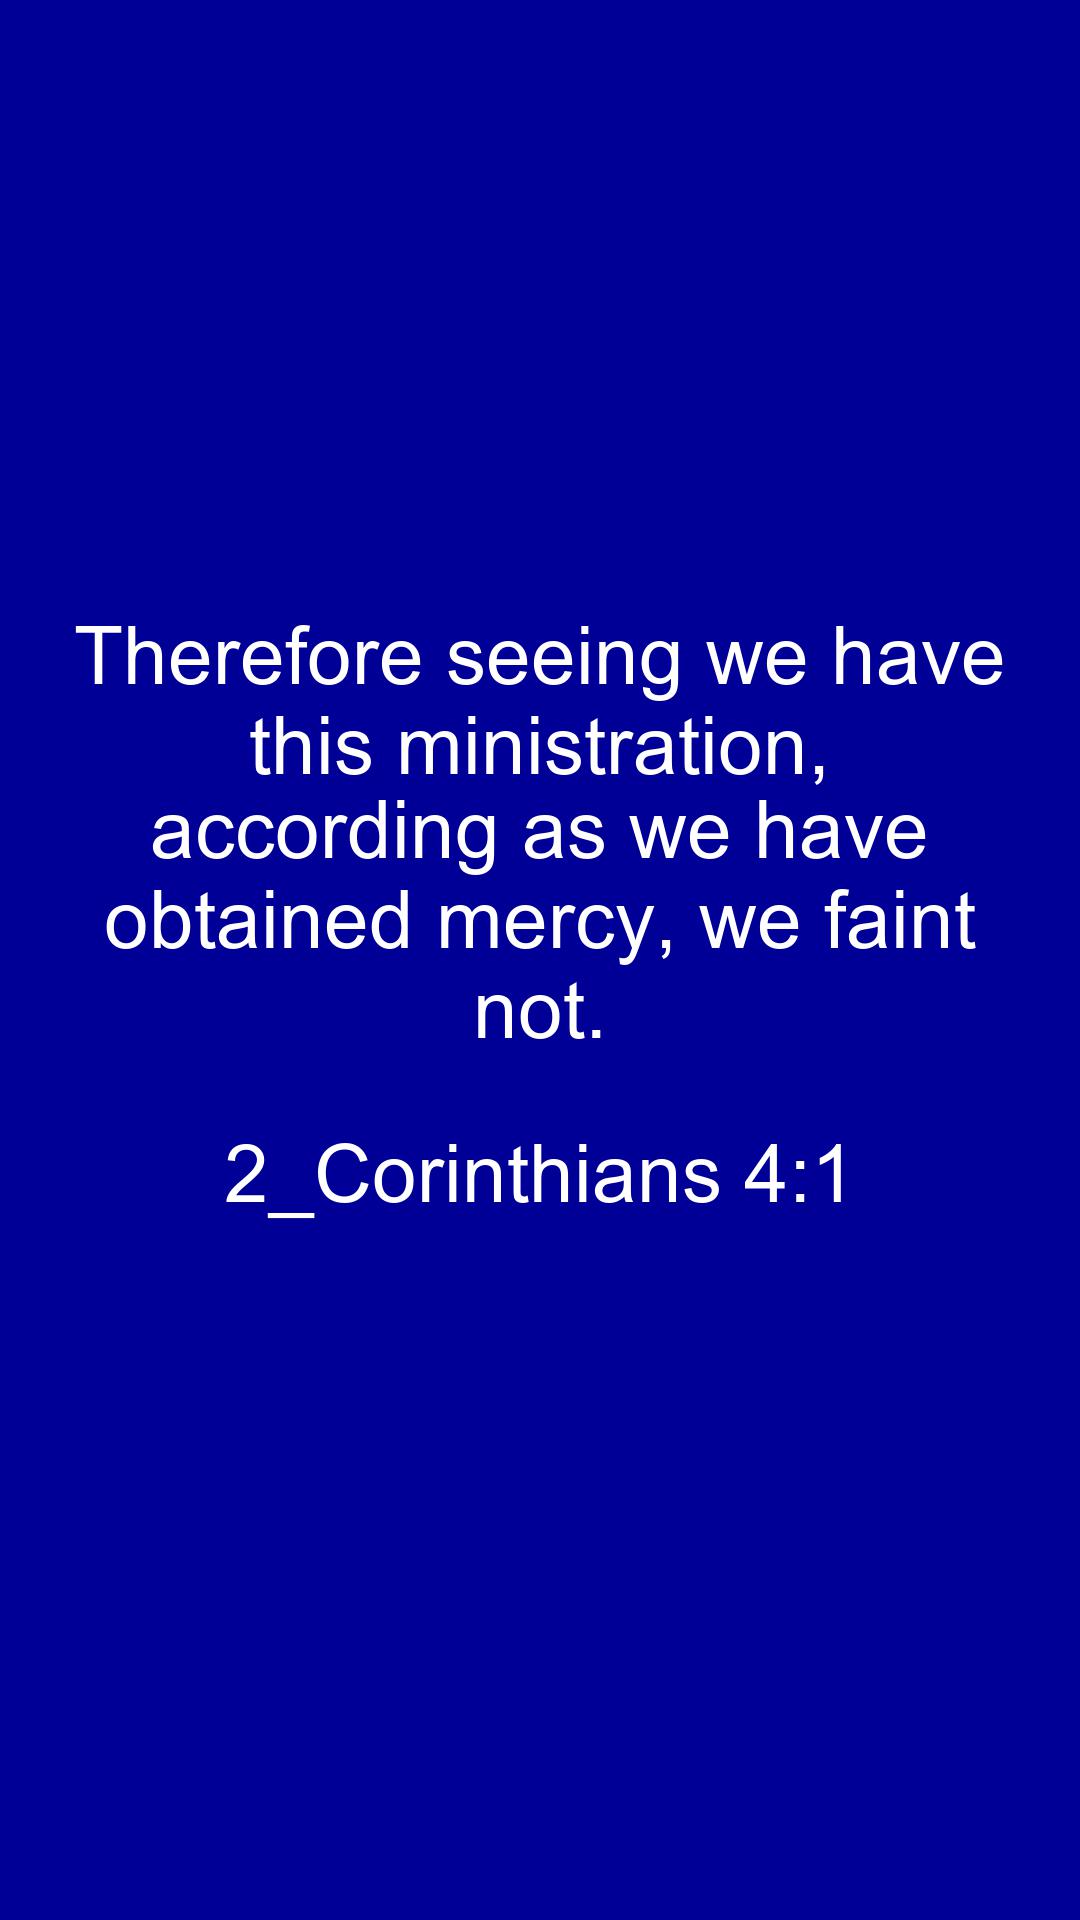 Therefore seeing we have
this ministration,
according as we have
obtained mercy, we faint
not.
2_Corinthians 4:1